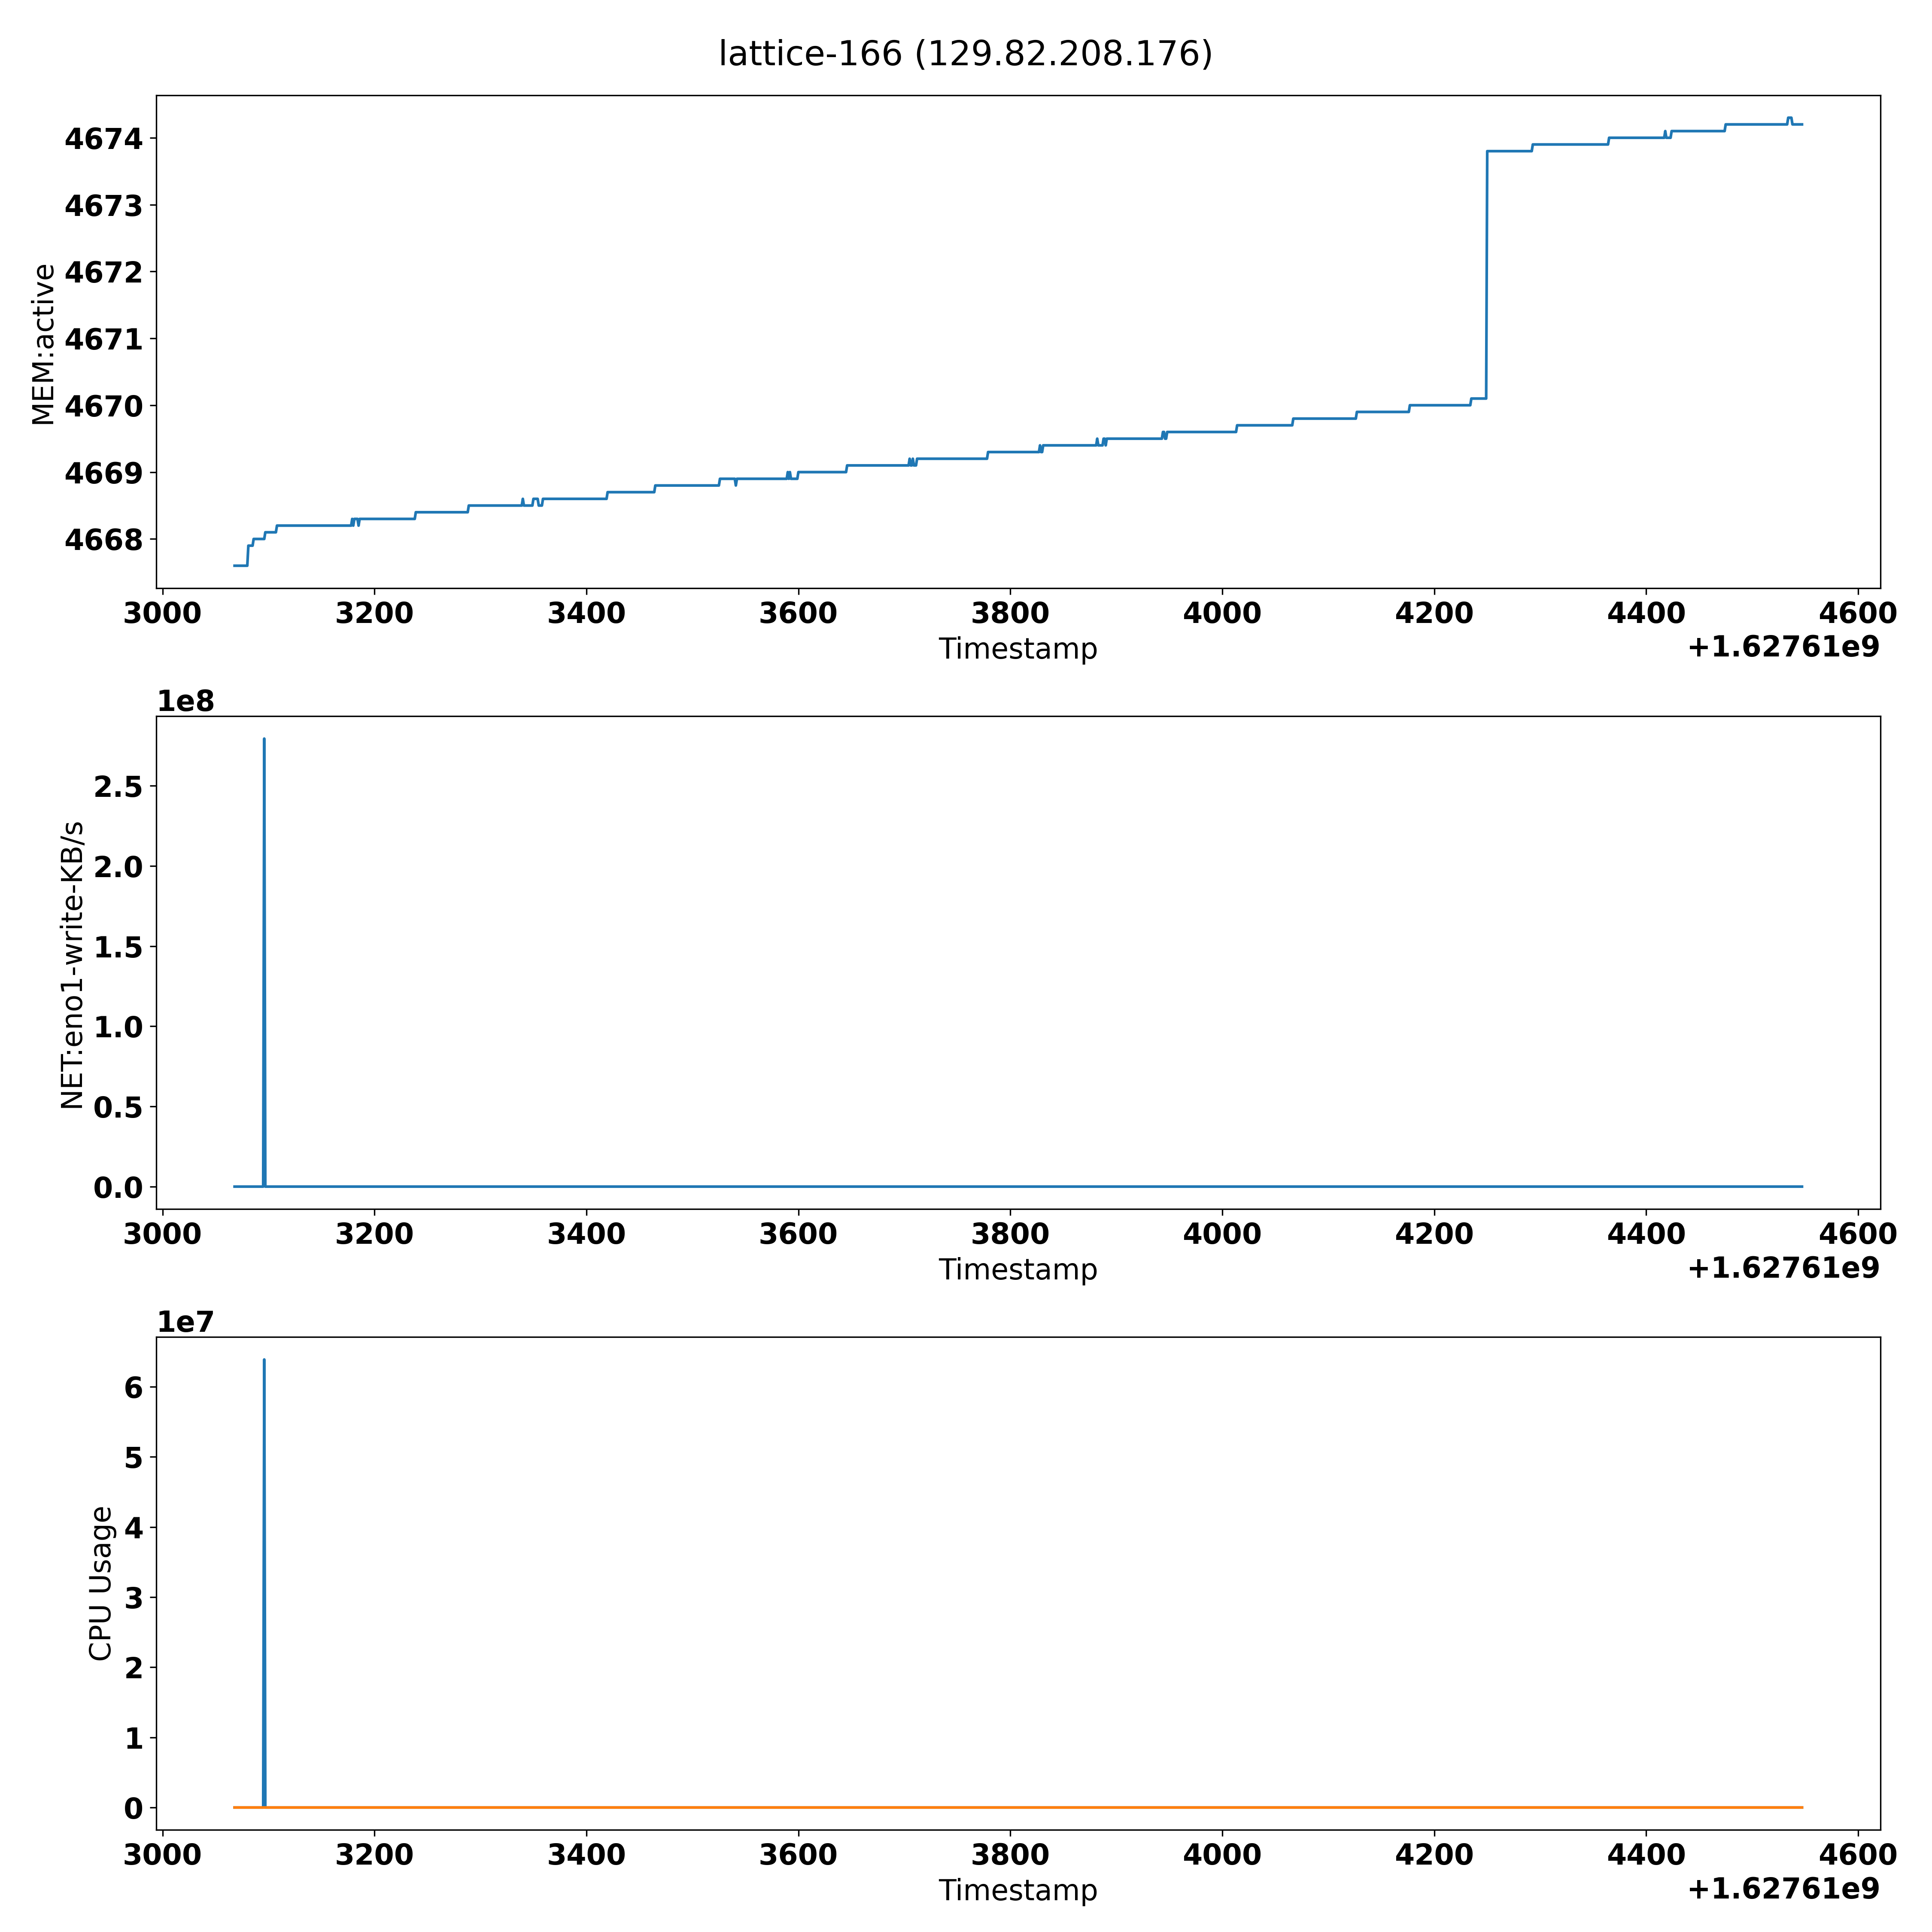 lattice-166 (129.82.208.176)
4674
4673
4672
4671
4670
4669
4668
MEM:active
3000 3200 3400 3600 3800 4000 4200 4400 4600
Timestamp
+1.62761e9
1e8
2.5
2.0
1.5
1.0
0.5
0.0
NET:eno1-write-KB/s
3000 3200 3400 3600 3800 4000 4200 4400 4600
Timestamp
+1.62761e9
1e7
6
5
4
3
2
1
0
CPU Usage
3000 3200 3400 3600 3800 4000 4200 4400 4600
Timestamp
+1.62761e9